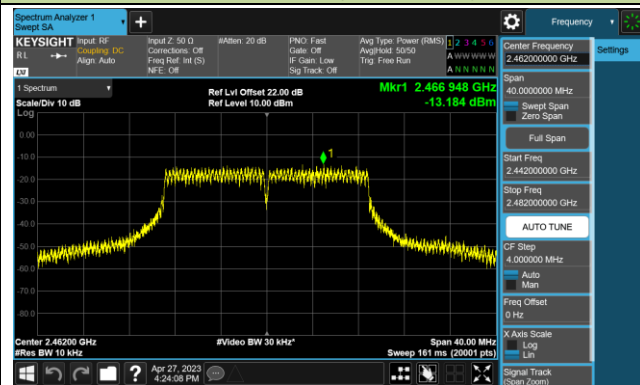 Spectrum Analyzer 1
Swept SA
Frequency
KEYSIGHT
RL
LXI
Input: RF
Coupling: DC
Align: Auto
Input Z: 50 Ω
Corrections: Off
Freq Ref: Int (S)
NFE: Off
#Atten: 20 dB
PNO: Fast
Gate: Off
IF Gain: Low
Sig Track: Off
Avg Type: Power (RMS)
Avg|Hold: 50/50
Trig: Free Run
1 2 3 4 5 6
A W W W W W
A N N N N N
1 Spectrum
Scale/Div 10 dB
Log
Ref Lvl Offset 22.00 dB
Ref Level 10.00 dBm
Mkr1 2.466 948 GHz
-13.184 dBm
1
0.00
-10.0
-20.0
-30.0
-40.0
-50.0
-60.0
-70.0
-80.0
Center 2.46200 GHz
#Res BW 10 kHz
#Video BW 30 kHz*
Span 40.00 MHz
Sweep 161 ms (20001 pts)
Apr 27, 2023
4:24:08 PM
?
Center Frequency
2.462000000 GHz
Settings
Span
40.0000000 MHz
Swept Span
Zero Span
Full Span
Start Freq
2.442000000 GHz
Stop Freq
2.482000000 GHz
AUTO TUNE
CF Step
4.000000 MHz
Auto
Man
Freq Offset
0 Hz
X Axis Scale
Log
Lin
Signal Track
(Span Zoom)